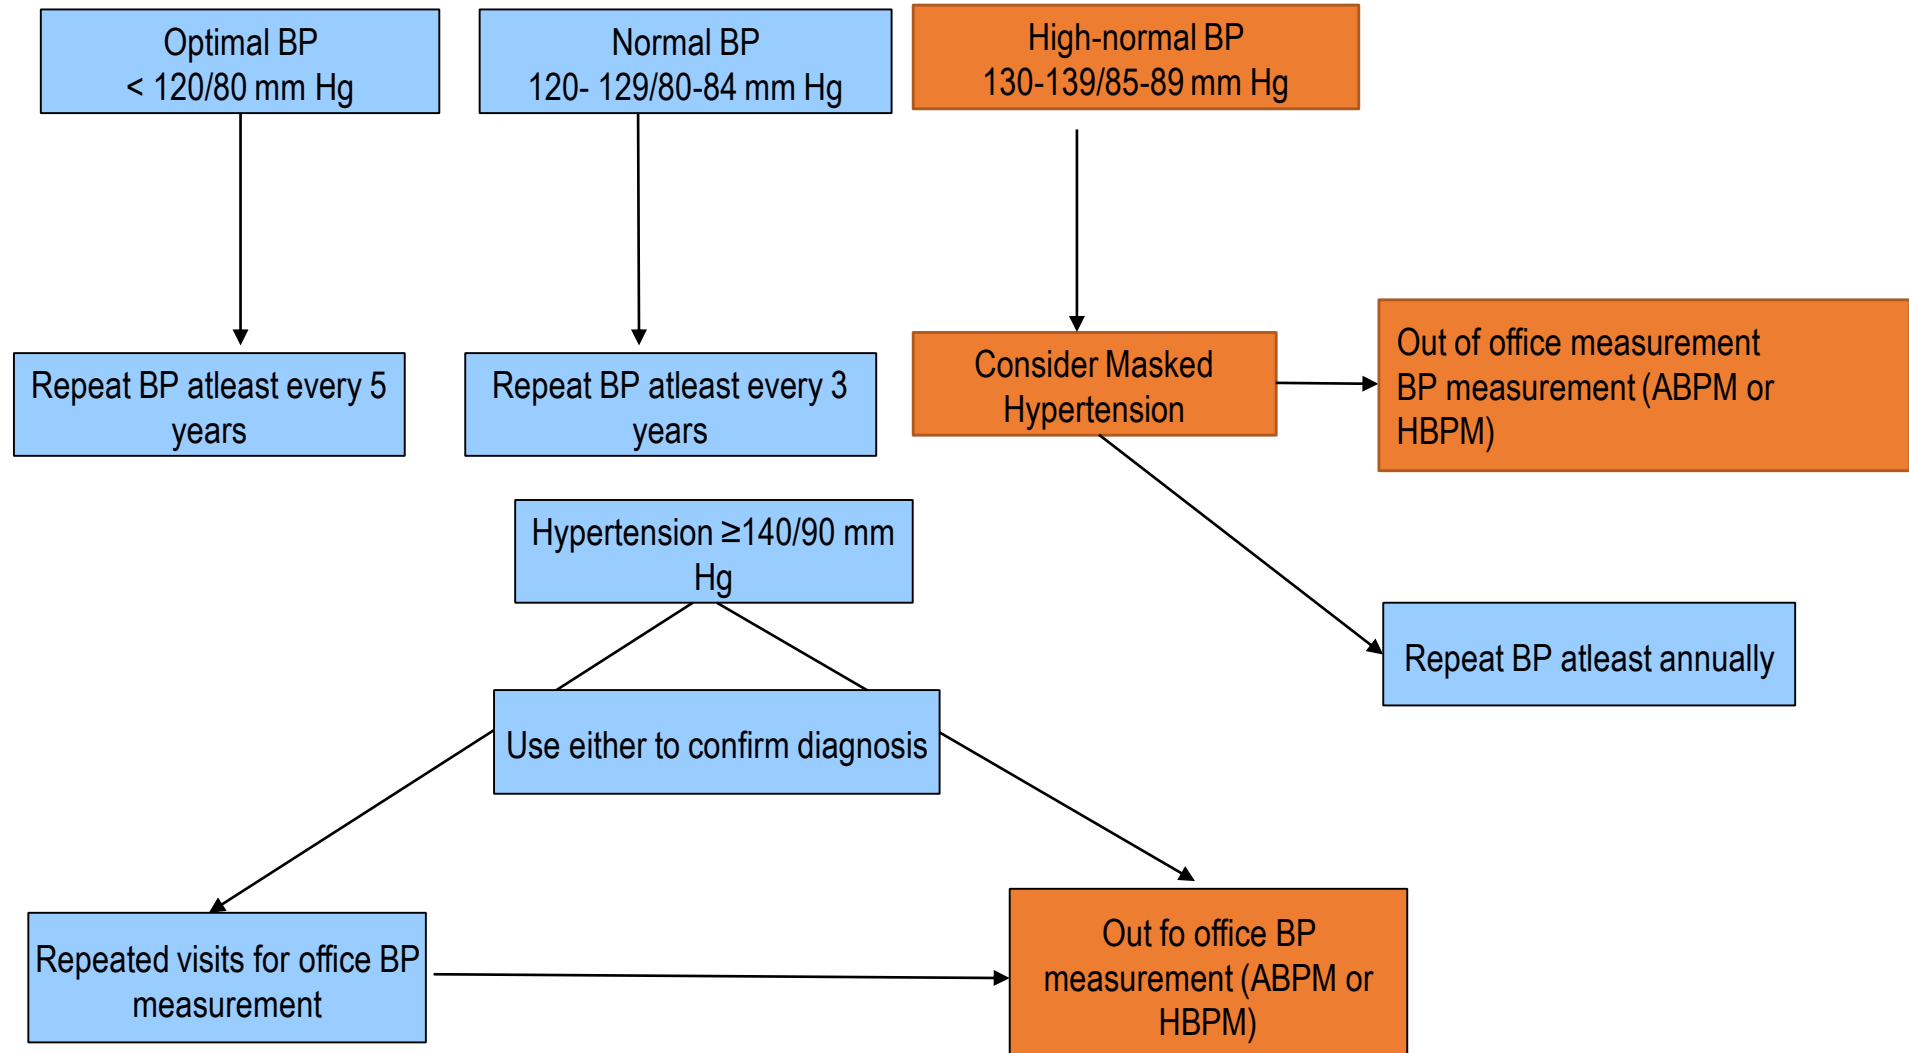 Optimal BP
< 120/80 mm Hg
Normal BP
120- 129/80-84 mm Hg
High-normal BP
130-139/85-89 mm Hg
Repeat BP atleast every 5
years
Repeat BP atleast every 3
years
Consider Masked
Hypertension
Out of office measurement
BP measurement (ABPM or
HBPM)
Hypertension ≥140/90 mm
Hg
Repeat BP atleast annually
Use either to confirm diagnosis
Repeated visits for office BP
measurement
Out fo office BP
measurement (ABPM or
HBPM)